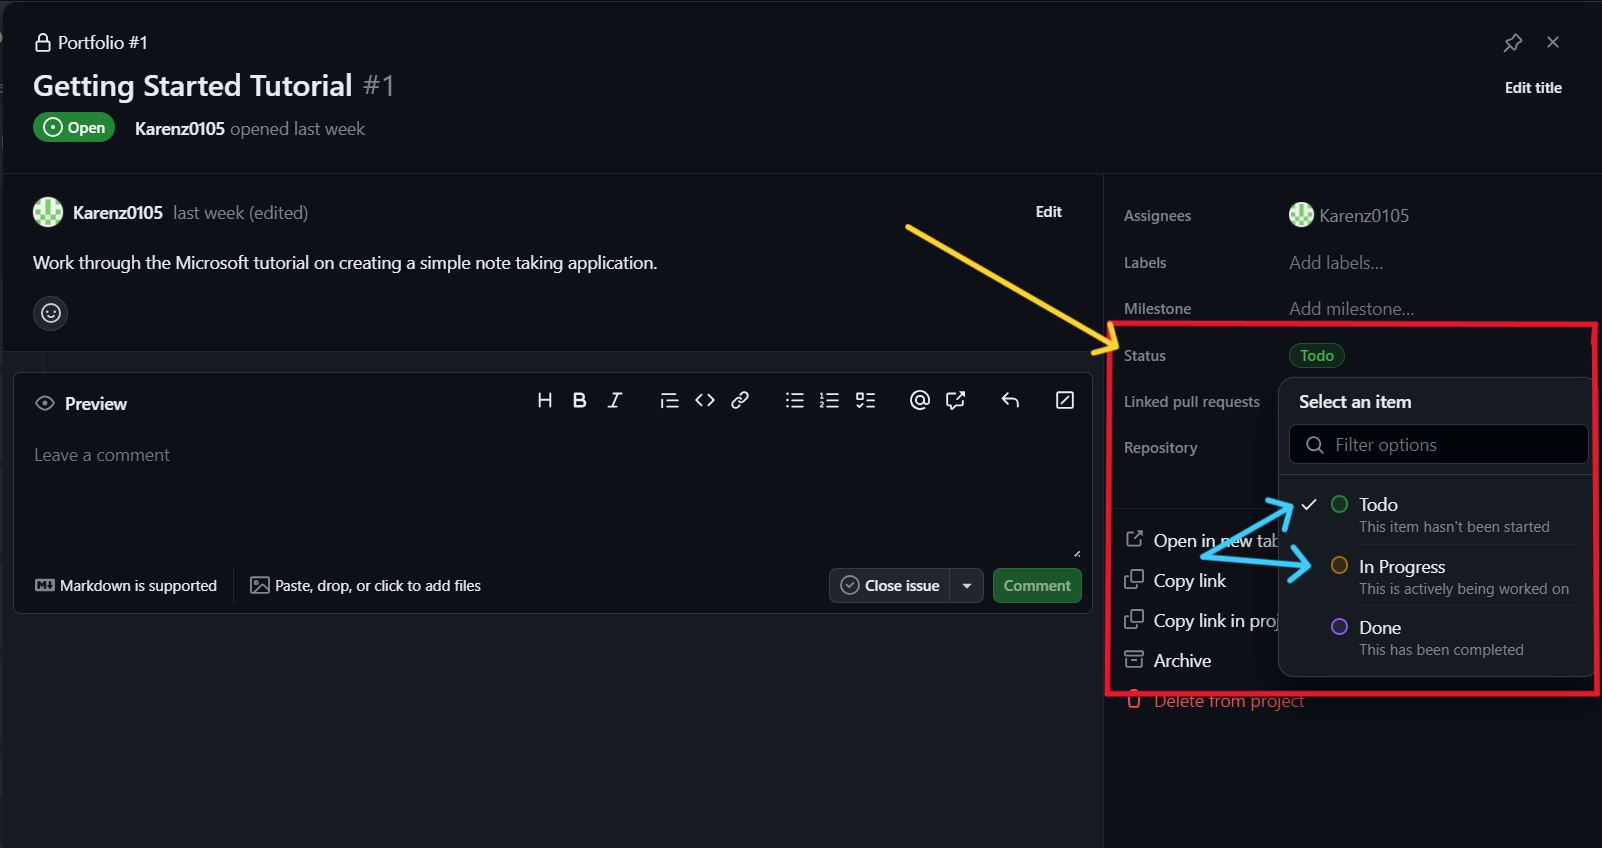 Portfolio #1
Getting Started Tutorial #1
Edit title
Open Karenz0105 opened last week
Karenz0105 last week (edited)
Edit
Work through the Microsoft tutorial on creating a simple note taking application.
Preview
H B I
Leave a comment
Markdown is supported
Paste, drop, or click to add files
Close issue
Comment
Assignees Karenz0105
Labels Add labels...
Milestone Add milestone...
Status Todo
Linked pull requests
Repository
Select an item
Filter options
Todo
This item hasn't been started
In Progress
This is actively being worked on
Done
This has been completed
Open in new tab
Copy link
Copy link in proj
Archive
Delete from project